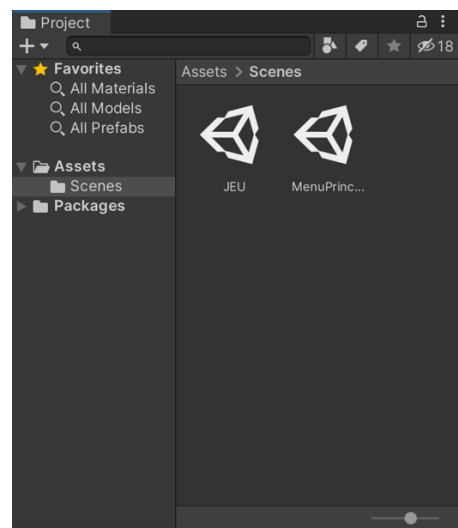 Project
18
Favorites
All Materials
All Models
All Prefabs
Assets
Scenes
Packages
Assets > Scenes
JEU
MenuPrinc...